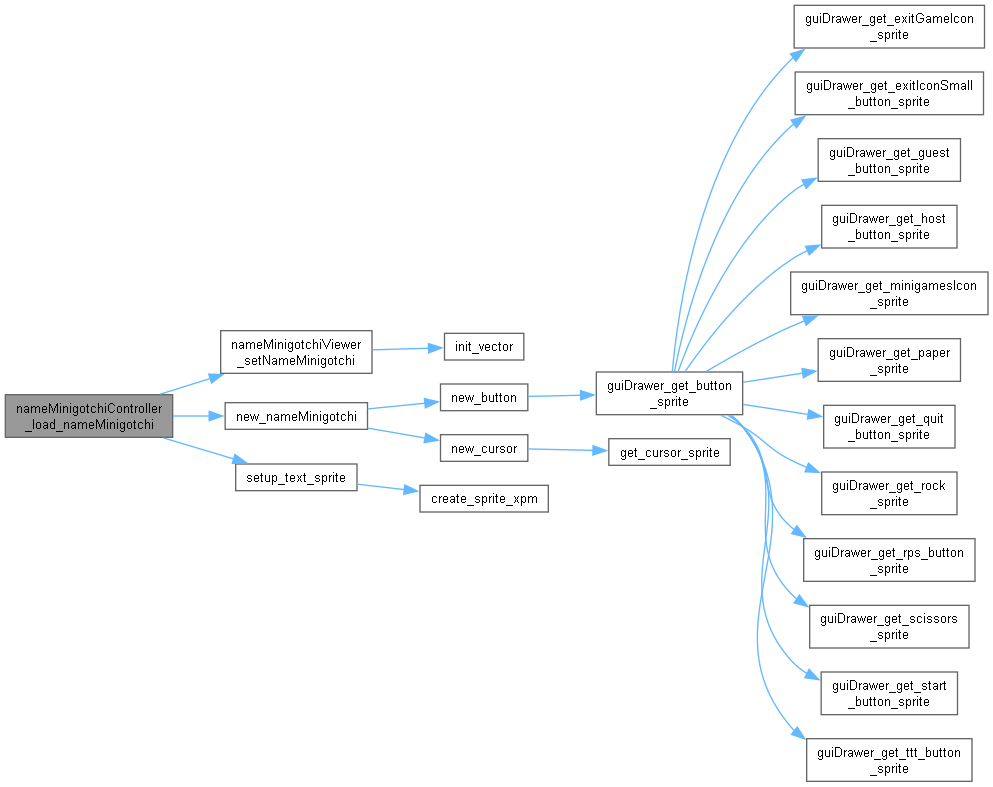 nameMinigotchiController
_load_nameMinigotchi
nameMinigotchiViewer
_setNameMinigotchi
init_vector
new_nameMinigotchi
new_button
new_cursor
setup_text_sprite
create_sprite_xpm
guiDrawer_get_button
_sprite
get_cursor_sprite
guiDrawer_get_exitGameIcon
_sprite
guiDrawer_get_exitIconSmall
_button_sprite
guiDrawer_get_guest
_button_sprite
guiDrawer_get_host
_button_sprite
guiDrawer_get_minigamesIcon
_sprite
guiDrawer_get_paper
_sprite
guiDrawer_get_quit
_button_sprite
guiDrawer_get_rock
_sprite
guiDrawer_get_rps_button
_sprite
guiDrawer_get_scissors
_sprite
guiDrawer_get_start
_button_sprite
guiDrawer_get_ttt_button
_sprite